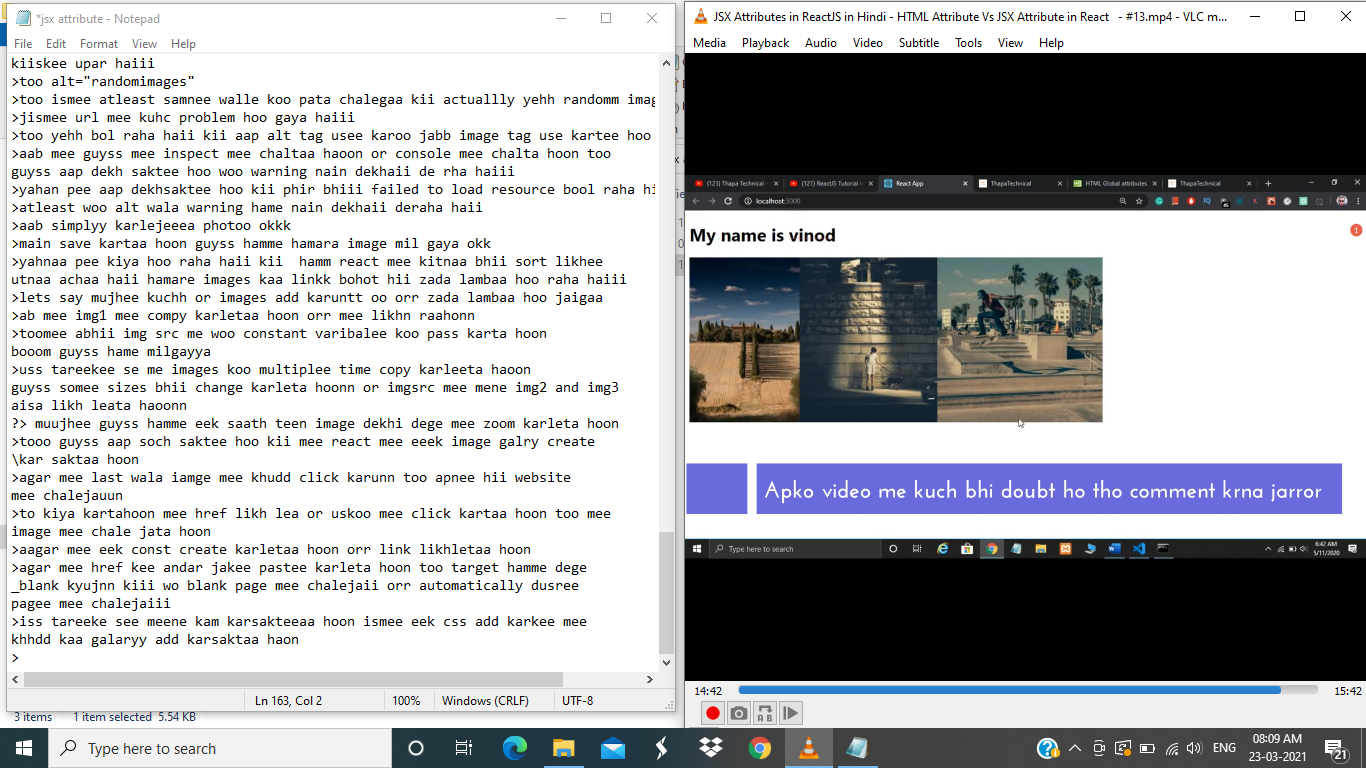 *jsx attribute - Notepad
File Edit Format View Help
kiiskee upar haiii
>too alt="randomimages"
>too ismee atleast samnee walle koo pata chalegaa kii actuallly yehh randomm imag
>jismee url mee kuhc problem hoo gaya haiii
>too yehh bol raha haii kii aap alt tag usee karoo jabb image tag use kartee hoo
>aab mee guyss mee inspect mee chaltaa haoon or console mee chalta hoon too
guyss aap dekh saktee hoo woo warning nain dekhaii de rha haiii
>yahan pee aap dekhsaktee hoo kii phir bhiii failed to load resource bool raha hi
>atleast woo alt wala warning hame nain dekhaii deraha haii
>aab simplyy karlejeeea photoo okkk
>main save kartaa hoon guyss hamme hamara image mil gaya okk
>yahnaa pee kiya hoo raha haii kii  hamm react mee kitnaa bhii sort likhee
utnaa achaa haii hamare images kaa linkk bohot hii zada lambaa hoo raha haiii
>lets say mujhee kuchh or images add karuntt oo orr zada lambaa hoo jaigaa
>ab mee img1 mee compy karletaa hoon orr mee likhn raahonn
>toomee abhii img src me woo constant varibalee koo pass karta hoon
booom guyss hame milgayya
>uss tareekee se me images koo multiplee time copy karleeta haoon
guyss somee sizes bhii change karleta hoonn or imgsrc mee mene img2 and img3
aisa likh leata haoonn
?> muujhee guyss hamme eek saath teen image dekhi dege mee zoom karleta hoon
>tooo guyss aap soch saktee hoo kii mee react mee eeek image galry create
\kar saktaa hoon
>agar mee last wala iamge mee khudd click karunn too apnee hii website
mee chalejauun
>to kiya kartahoon mee href likh lea or uskoo mee click kartaa hoon too mee
image mee chale jata hoon
>aagar mee eek const create karletaa hoon orr link likhletaa hoon
>agar mee href kee andar jakee pastee karleta hoon too target hamme dege
_blank kyujnn kiii wo blank page mee chalejaii orr automatically dusree
pagee mee chalejaiii
>iss tareeke see meene kam karsakteeaa hoon ismee eek css add karkee mee
khhdd kaa galaryy add karsaktaa haon
>
Ln 163, Col 2 100% Windows (CRLF) UTF-8
3 items 1 item selected 5.54 KB
JSX Attributes in ReactJS in Hindi - HTML Attribute Vs JSX Attribute in React - #13.mp4 - VLC m...
Media Playback Audio Video Subtitle Tools View Help
(121) Thapa Technical - (121) ReactJS Tutorial in React App ThapaTechnical HTML Global attributes ThapaTechnical
localhost:3000
My name is vinod
1
Apko video me kuch bhi doubt ho tho comment krna jarror
Type here to search
6:42 AM
5/11/2020
14:42 15:42
Type here to search
ENG
08:09 AM
23-03-2021
21